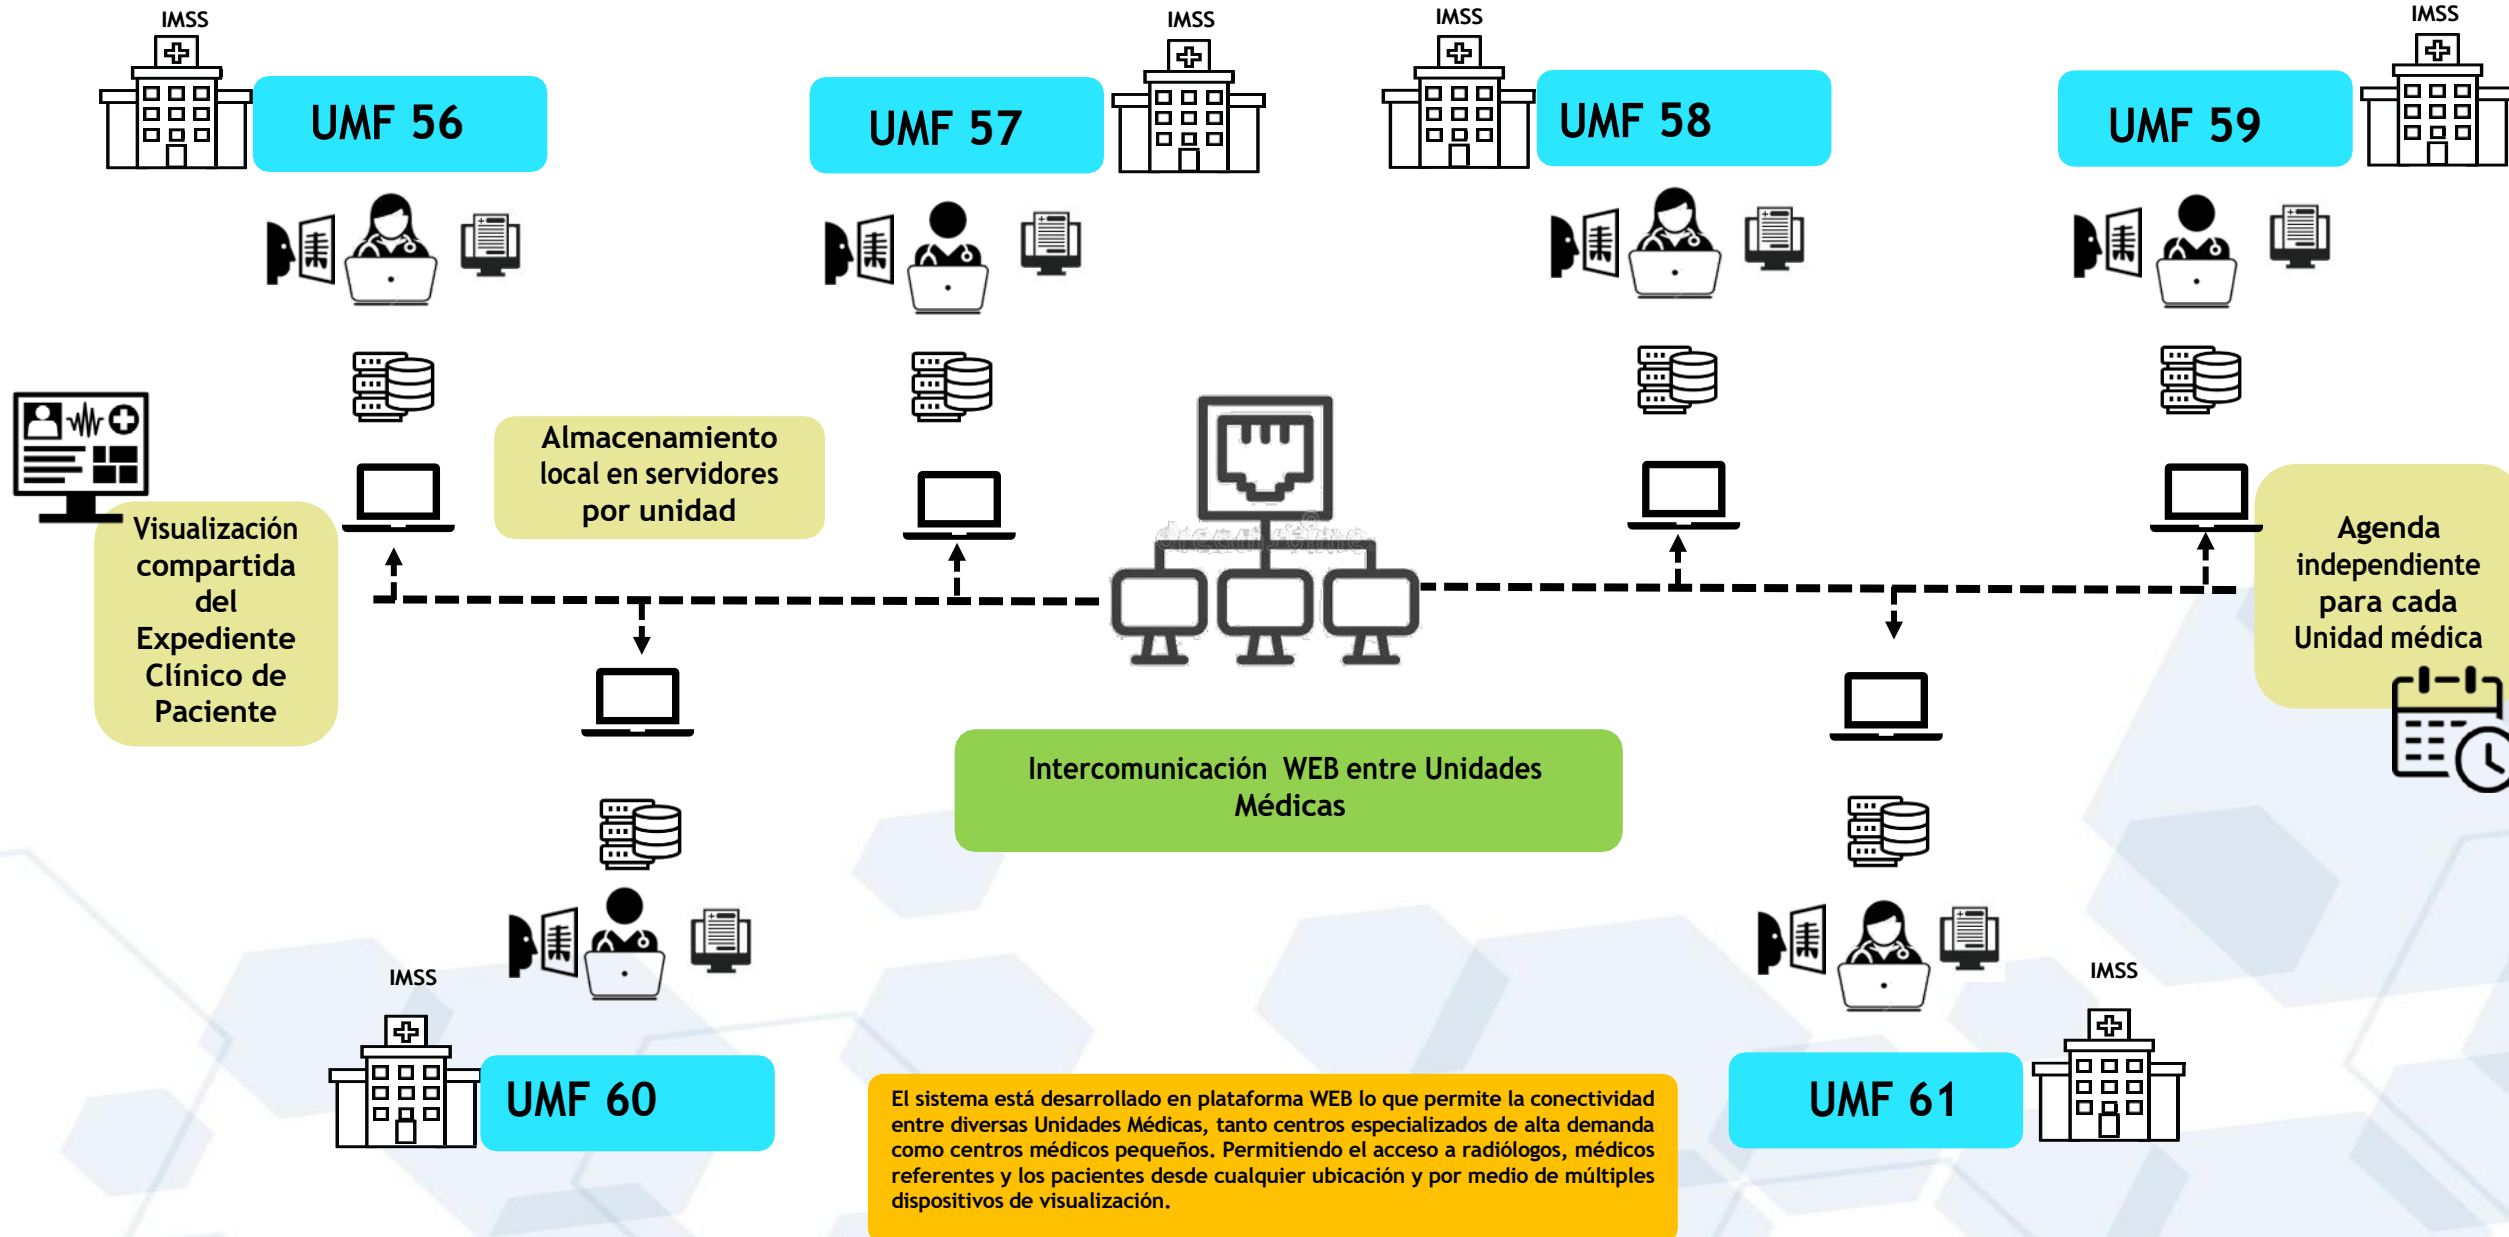 IMSS
IMSS
IMSS
IMSS
UMF 56
UMF 57
UMF 58
UMF 59
Almacenamiento
local en servidores
por unidad
Visualización
compartida
del
Expediente
Clínico de
Paciente
dreamstime
Agenda
independiente
para cada
Unidad médica
Intercomunicación WEB entre Unidades
Médicas
IMSS
IMSS
UMF 60
UMF 61
El sistema está desarrollado en plataforma WEB lo que permite la conectividad
entre diversas Unidades Médicas, tanto centros especializados de alta demanda
como centros médicos pequeños. Permitiendo el acceso a radiólogos, médicos
referentes y los pacientes desde cualquier ubicación y por medio de múltiples
dispositivos de visualización.